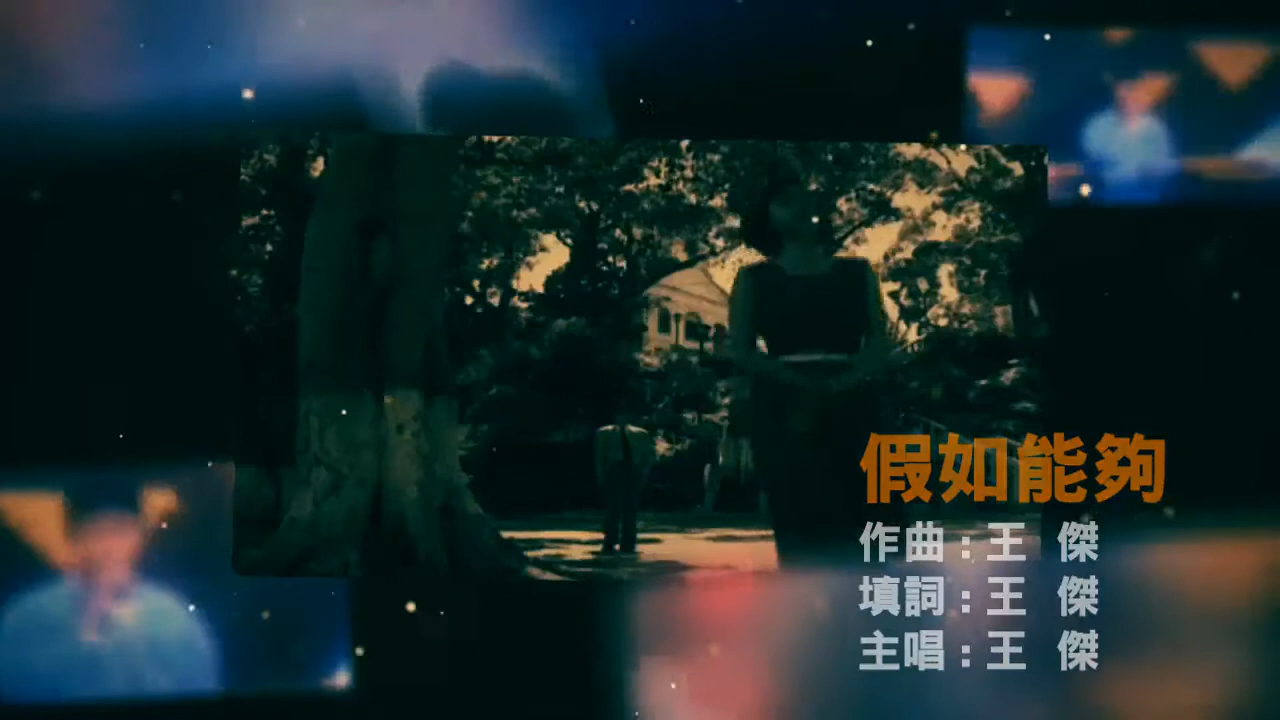 假如能夠
作曲：王 傑
填詞：王 傑
主唱：王 傑